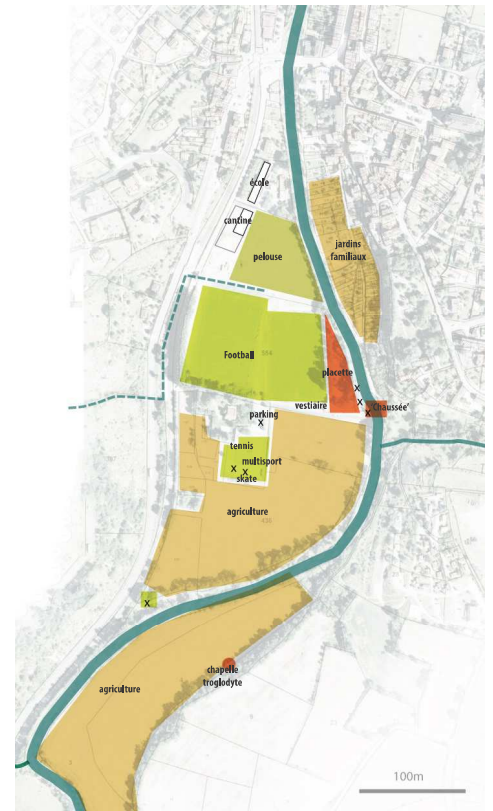 école
cantine
jardins
familiaux
pelouse
Football
placette
vestiaire
'Chaussée'
parking
X
X
X
X
tennis
multisport
X X
skate
agriculture
X
chapelle
troglodyte
agriculture
100m